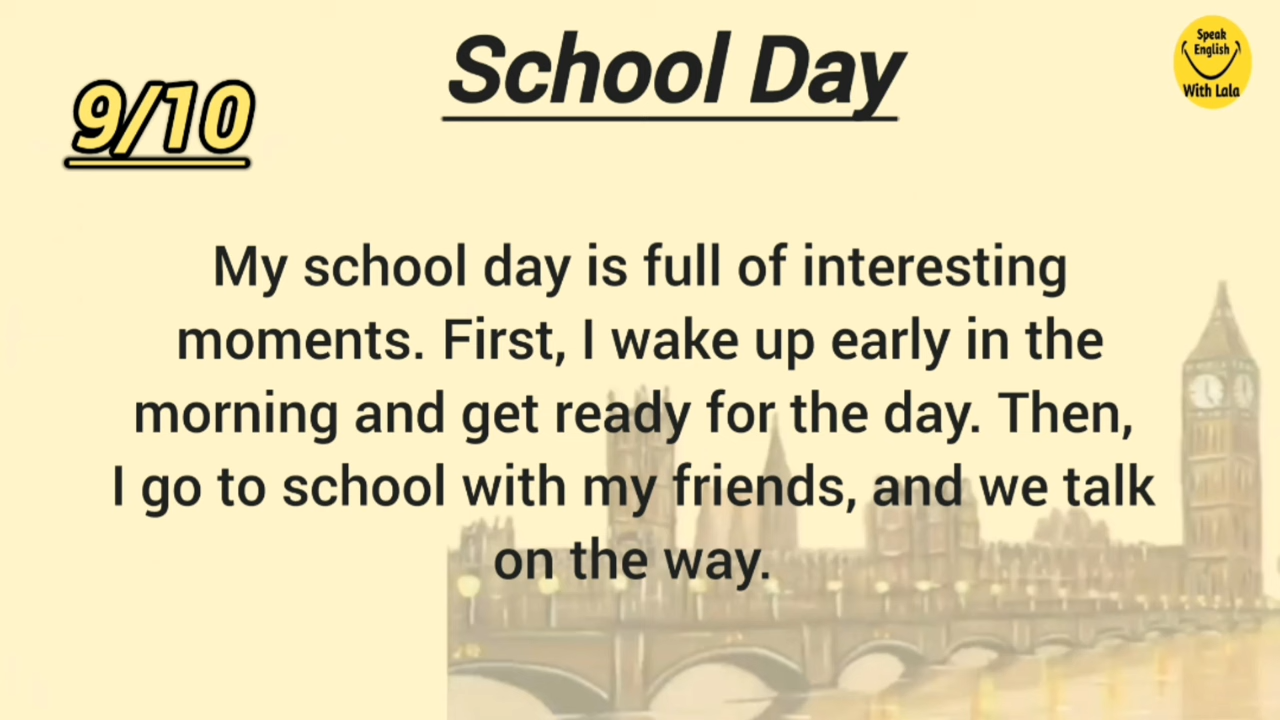 School Day
Speak
English
With Lala
9/10
My school day is full of interesting
moments. First, I wake up early in the
morning and get ready for the day. Then,
I go to school with my friends, and we talk
on the way.